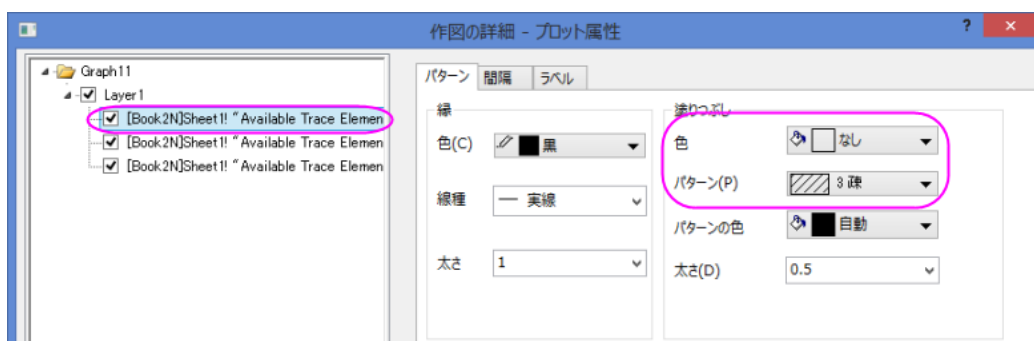 作図の詳細 - プロット属性
?
×
Graph11
Layer1
[Book2N]Sheet1! "Available Trace Elemen
[Book2N]Sheet1! "Available Trace Elemen
[Book2N]Sheet1! "Available Trace Elemen
パターン 間隔 ラベル
縁
色(C) 黒
線種 実線
太さ 1
塗りつぶし
色 なし
パターン(P) 3 疎
パターンの色 自動
太さ(D) 0.5